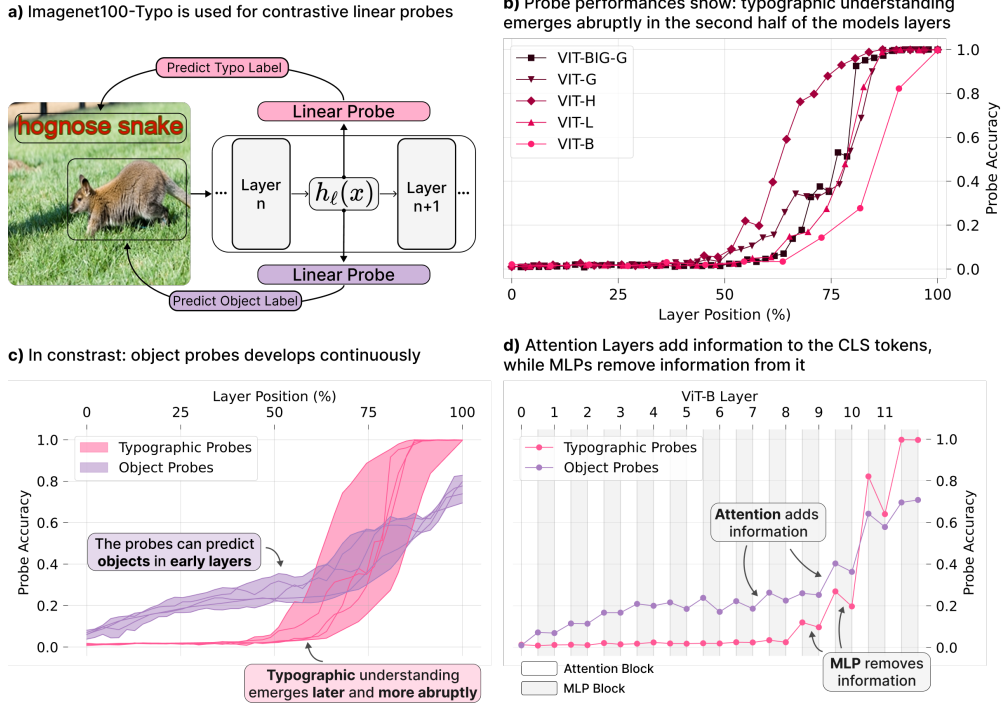 a) Imagenet100-Typo is used for contrastive linear probes
Predict Typo Label
Linear Probe
hognose snake
...
Layer
n
hℓ(x)
Layer
n+1
...
Linear Probe
Predict Object Label
b) Probe performances show: typographic understanding
emerges abruptly in the second half of the models layers
VIT-BIG-G
VIT-G
VIT-H
VIT-L
VIT-B
1.0
0.8
0.6
0.4
0.2
0.0
Probe Accuracy
0 25 50 75 100
Layer Position (%)
c) In constrast: object probes develops continuously
Layer Position (%)
0 25 50 75 100
Typographic Probes
Object Probes
1.0
0.8
0.6
0.4
0.2
0.0
Probe Accuracy
The probes can predict
objects in early layers
Typographic understanding
emerges later and more abruptly
d) Attention Layers add information to the CLS tokens,
while MLPs remove information from it
ViT-B Layer
0 1 2 3 4 5 6 7 8 9 10 11
Typographic Probes
Object Probes
1.0
0.8
0.6
0.4
0.2
0.0
Probe Accuracy
Attention adds
information
MLP removes
information
Attention Block
MLP Block